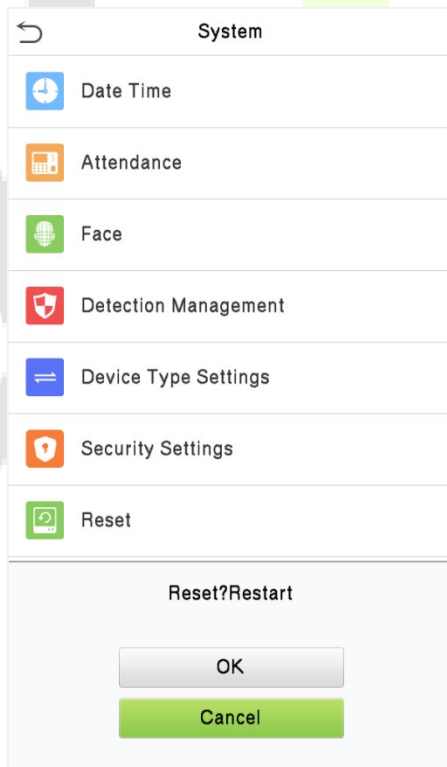 System
Date Time
Attendance
Face
Detection Management
Device Type Settings
Security Settings
Reset
Reset?Restart
OK
Cancel